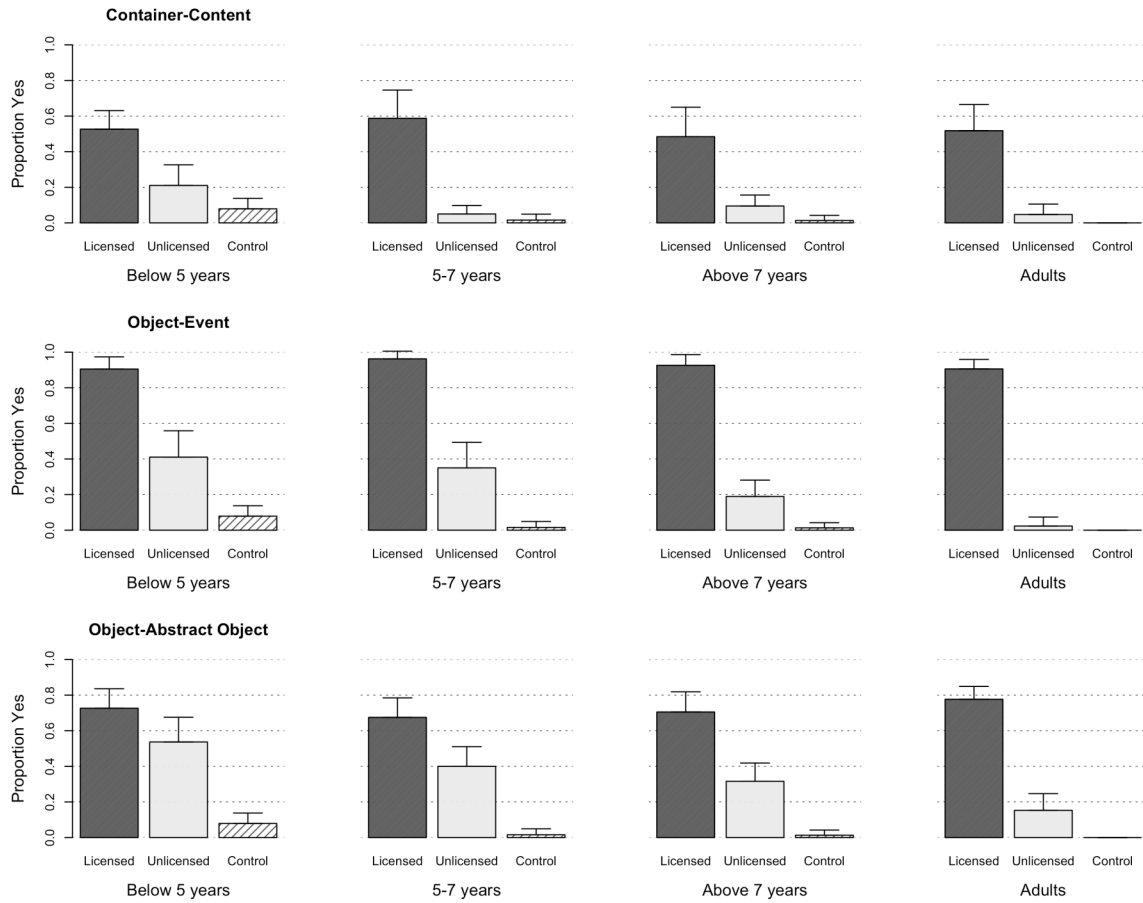 Container-Content
Proportion Yes
0.0 0.2 0.4 0.6 0.8 1.0
Licensed Unlicensed Control Licensed Unlicensed Control Licensed Unlicensed Control Licensed Unlicensed Control
Below 5 years 5-7 years Above 7 years Adults
Object-Event
Proportion Yes
0.0 0.2 0.4 0.6 0.8 1.0
Licensed Unlicensed Control Licensed Unlicensed Control Licensed Unlicensed Control Licensed Unlicensed Control
Below 5 years 5-7 years Above 7 years Adults
Object-Abstract Object
Proportion Yes
0.0 0.2 0.4 0.6 0.8 1.0
Licensed Unlicensed Control Licensed Unlicensed Control Licensed Unlicensed Control Licensed Unlicensed Control
Below 5 years 5-7 years Above 7 years Adults